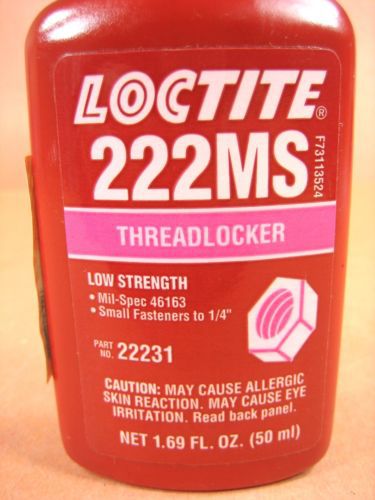 LOCTITE®
222MS
THREADLOCKER
LOW STRENGTH
• Mil-Spec 46163
• Small Fasteners to 1/4"
PART NO. 22231
CAUTION: MAY CAUSE ALLERGIC
SKIN REACTION. MAY CAUSE EYE
IRRITATION. Read back panel.
NET 1.69 FL. OZ. (50 ml)
F73113524